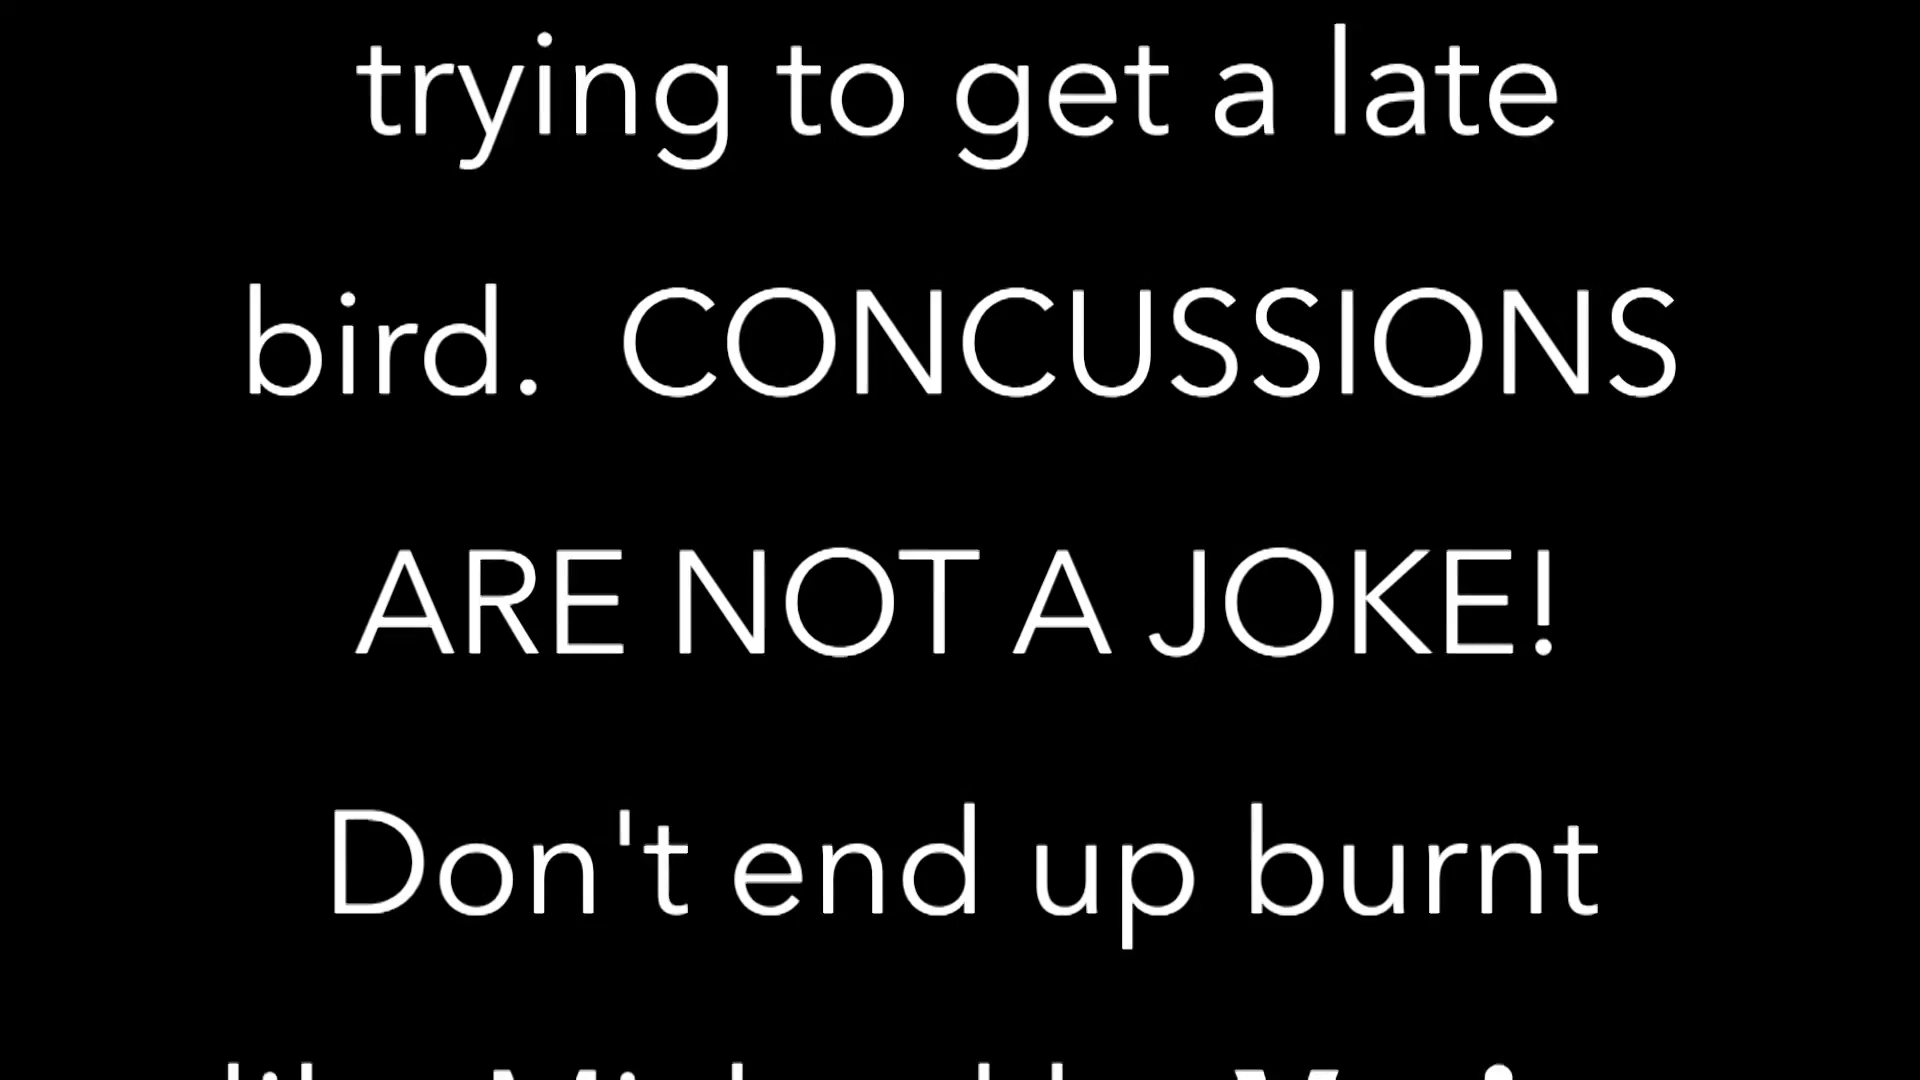 trying to get a late
bird.  CONCUSSIONS
ARE NOT A JOKE!
Don't end up burnt